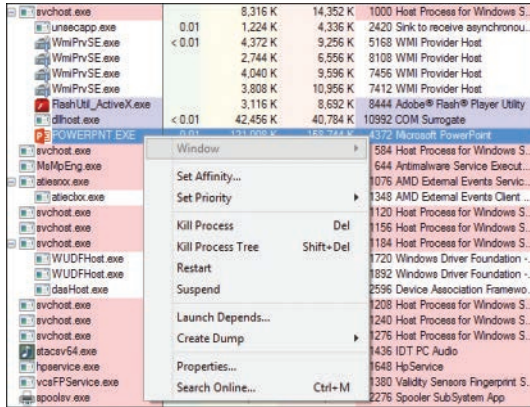 svchost.exe 8,316 K 14,352 K 1000 Host Process for Windows S...
unsecapp.exe 0.01 1,224 K 4,336 K 2420 Sink to receive asynchronou...
WmiPrvSE.exe < 0.01 4,372 K 9,256 K 5168 WMI Provider Host
WmiPrvSE.exe 2,744 K 6,556 K 8108 WMI Provider Host
WmiPrvSE.exe 4,040 K 9,596 K 7456 WMI Provider Host
WmiPrvSE.exe 3,808 K 10,956 K 7412 WMI Provider Host
FlashUtil_ActiveX.exe 3,116 K 8,692 K 8444 Adobe® Flash® Player Utility
dllhost.exe < 0.01 42,456 K 40,784 K 10992 COM Surrogate
POWERPNT.EXE 0.01 4372 Microsoft PowerPoint
svchost.exe Window 584 Host Process for Windows S...
MsMpEng.exe 644 Antimalware Service Execut...
atiesrxx.exe Set Affinity... 1076 AMD External Events Servic...
atieclxx.exe Set Priority 1348 AMD External Events Client ...
svchost.exe 1120 Host Process for Windows S...
svchost.exe Kill Process Del 1156 Host Process for Windows S...
svchost.exe Kill Process Tree Shift+Del 1184 Host Process for Windows S...
WUDFHost.exe Restart 1720 Windows Driver Foundation -...
WUDFHost.exe Suspend 1892 Windows Driver Foundation -...
dasHost.exe 2596 Device Association Framewo...
svchost.exe Launch Depends... 1208 Host Process for Windows S...
svchost.exe Create Dump 1240 Host Process for Windows S...
svchost.exe 1276 Host Process for Windows S...
stacsv64.exe Properties... 1436 IDT PC Audio
hpservice.exe 1648 HpService
vcsFPService.exe Search Online... Ctrl+M 1380 Validity Sensors Fingerprint S...
spoolsv.exe 2276 Spooler SubSystem App